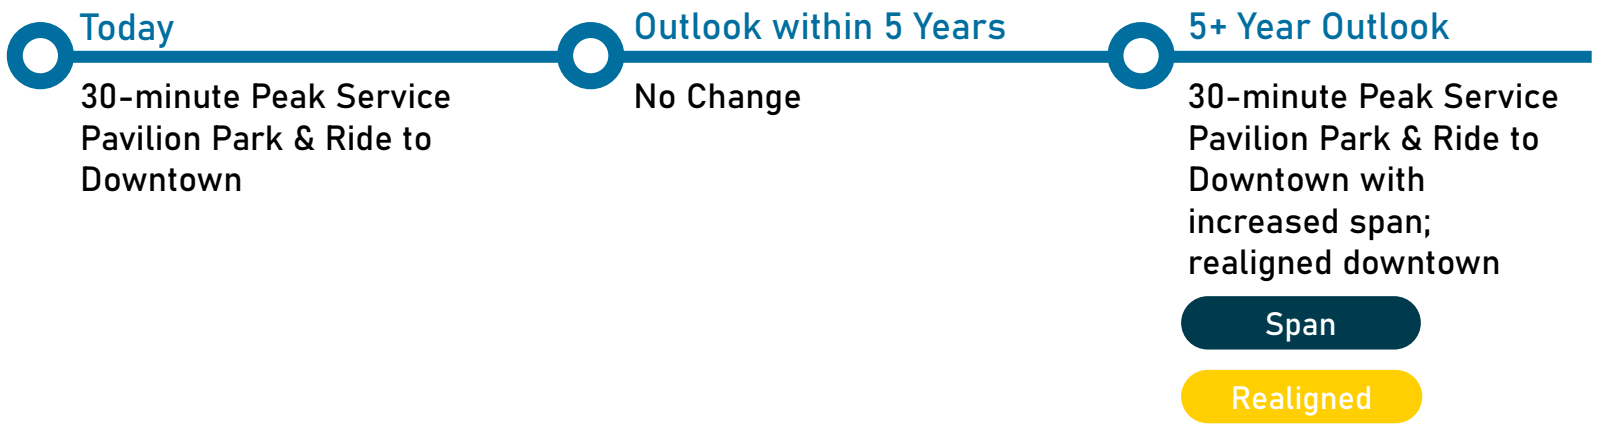 Today
30-minute Peak Service
Pavilion Park & Ride to
Downtown
Outlook within 5 Years
No Change
5+ Year Outlook
30-minute Peak Service
Pavilion Park & Ride to
Downtown with
increased span;
realigned downtown
Span
Realigned